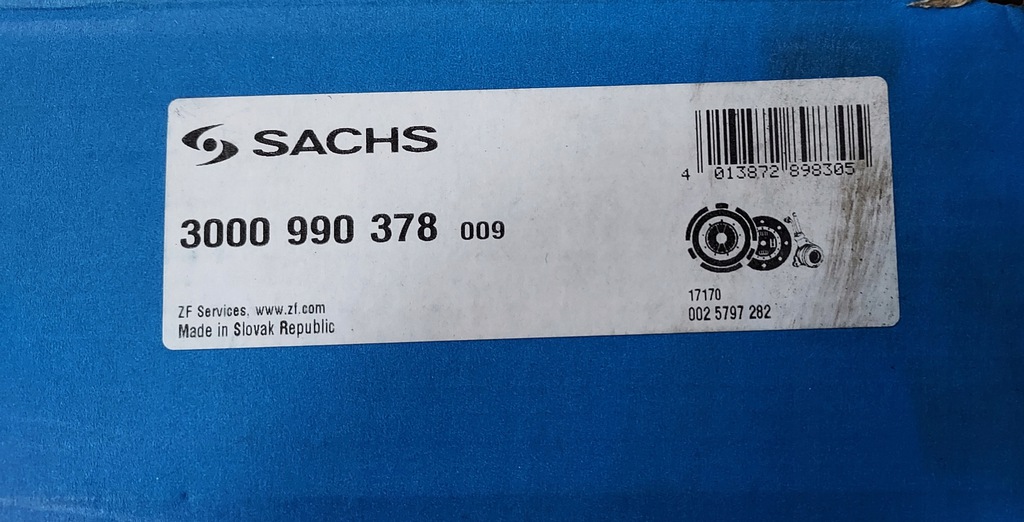 SACHS
4 013872 898305
3000 990 378 009
17170
002 5797 282
ZF Services, www.zf.com
Made in Slovak Republic